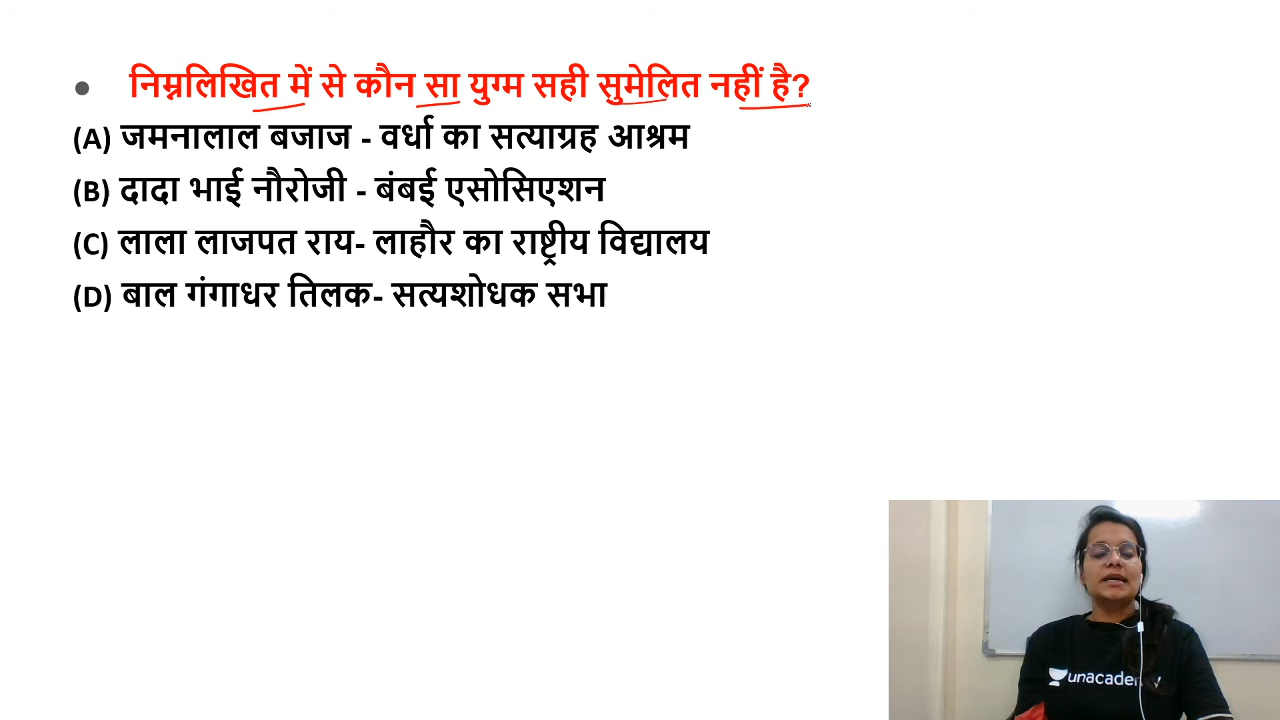 ● निम्नलिखित में से कौन सा युग्म सही सुमेलित नहीं है?
(A) जमनालाल बजाज - वर्धा का सत्याग्रह आश्रम
(B) दादा भाई नौरोजी - बंबई एसोसिएशन
(C) लाला लाजपत राय- लाहौर का राष्ट्रीय विद्यालय
(D) बाल गंगाधर तिलक- सत्यशोधक सभा
unacademy